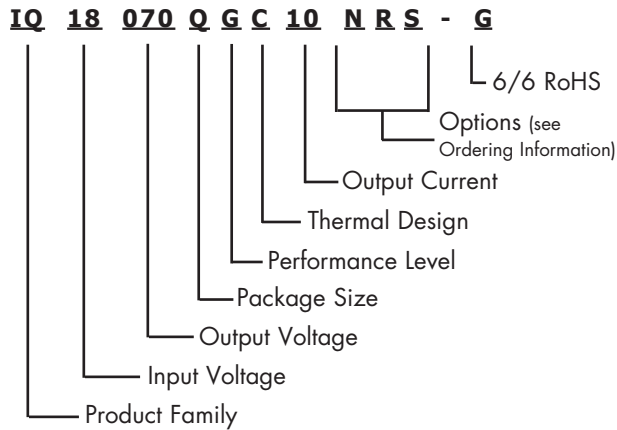 IQ 18 070 Q G C 10 N R S - G
6/6 RoHS
Options (see
Ordering Information)
Output Current
Thermal Design
Performance Level
Package Size
Output Voltage
Input Voltage
Product Family